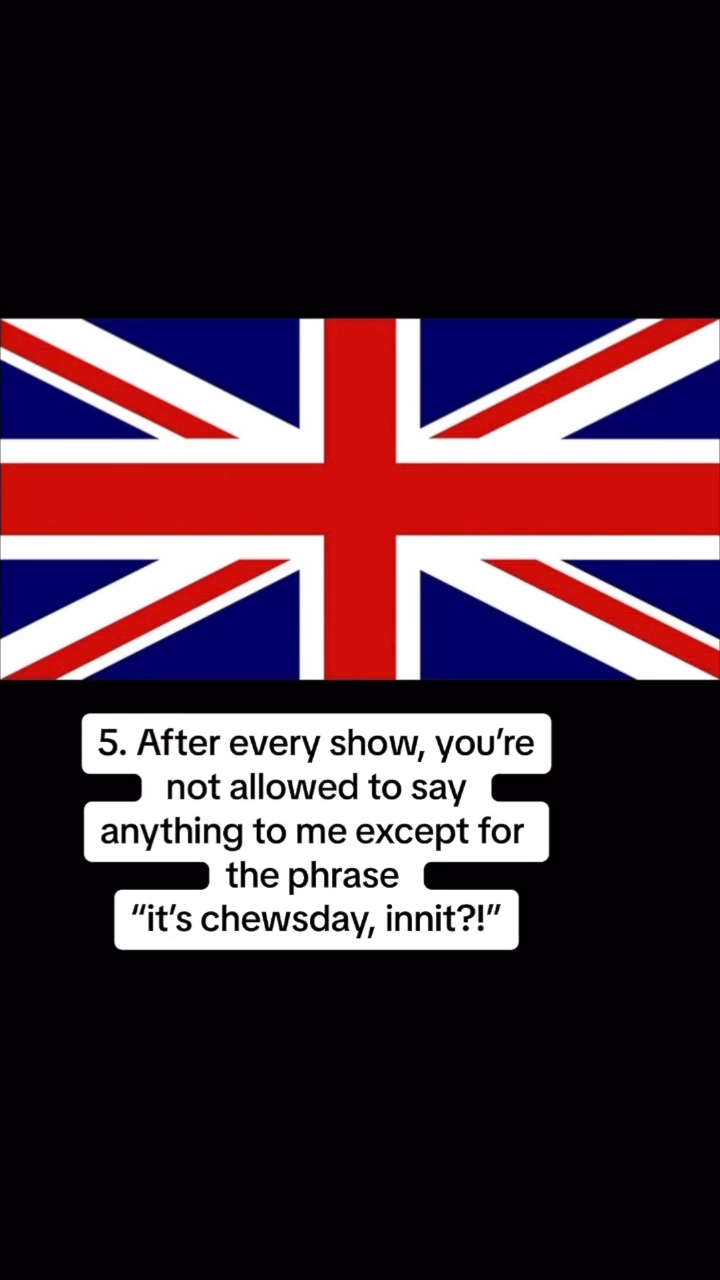 5. After every show, you’re
not allowed to say
anything to me except for
the phrase
“it’s chewsday, innit?!”